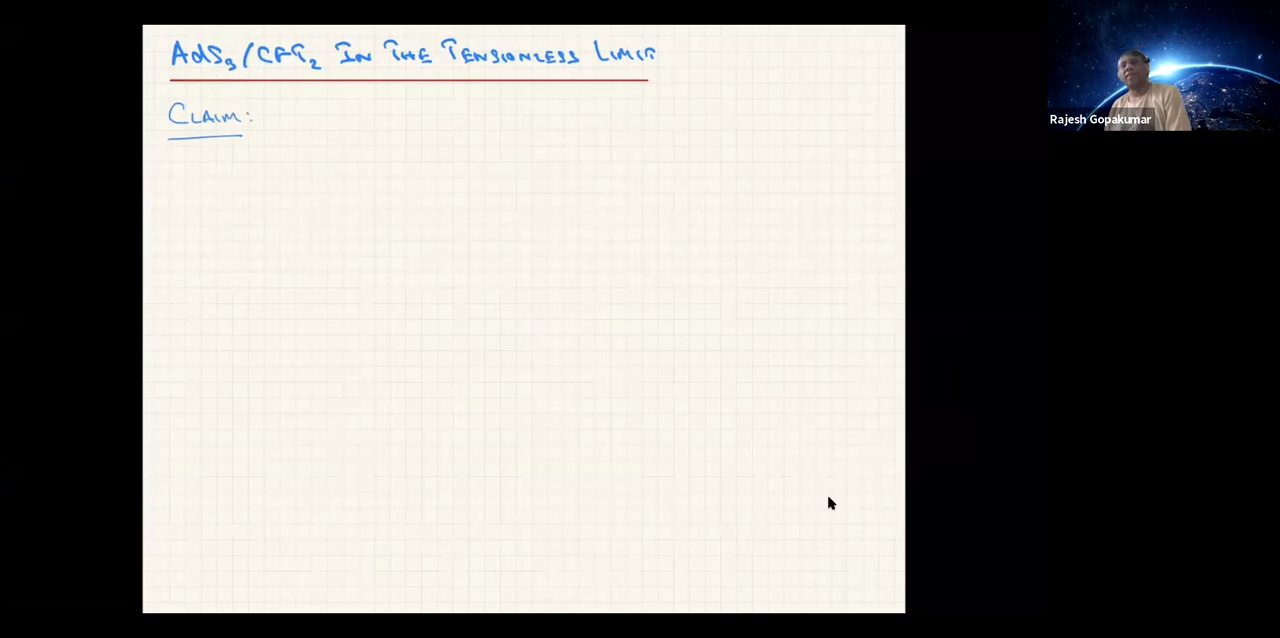 AdS₃/CFT₂ IN THE TENSIONLESS LIMIT
CLAIM:
Rajesh Gopakumar